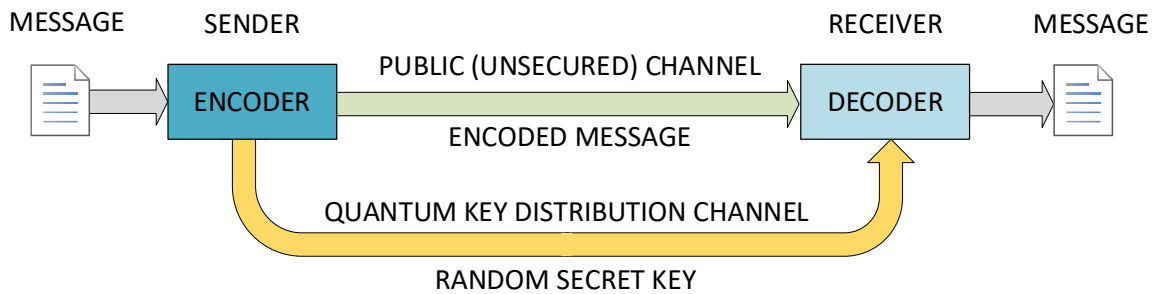 MESSAGE
SENDER
RECEIVER
MESSAGE
PUBLIC (UNSECURED) CHANNEL
ENCODER
DECODER
ENCODED MESSAGE
QUANTUM KEY DISTRIBUTION CHANNEL
RANDOM SECRET KEY